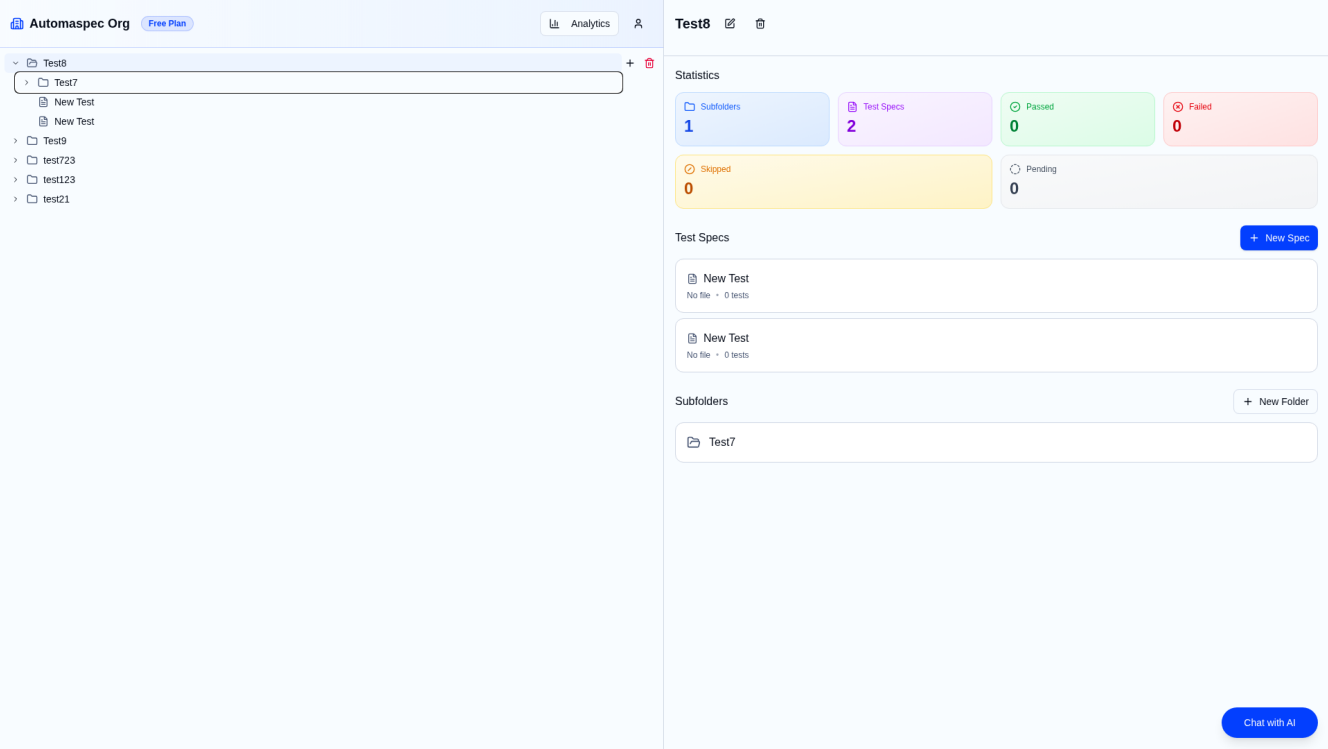 Automaspec Org
Free Plan
Analytics
Test8
Test7
New Test
New Test
Test9
test723
test123
test21
Test8
Statistics
Subfolders
1
Test Specs
2
Passed
0
Failed
0
Skipped
0
Pending
0
Test Specs
New Spec
New Test
No file • 0 tests
New Test
No file • 0 tests
Subfolders
New Folder
Test7
Chat with AI